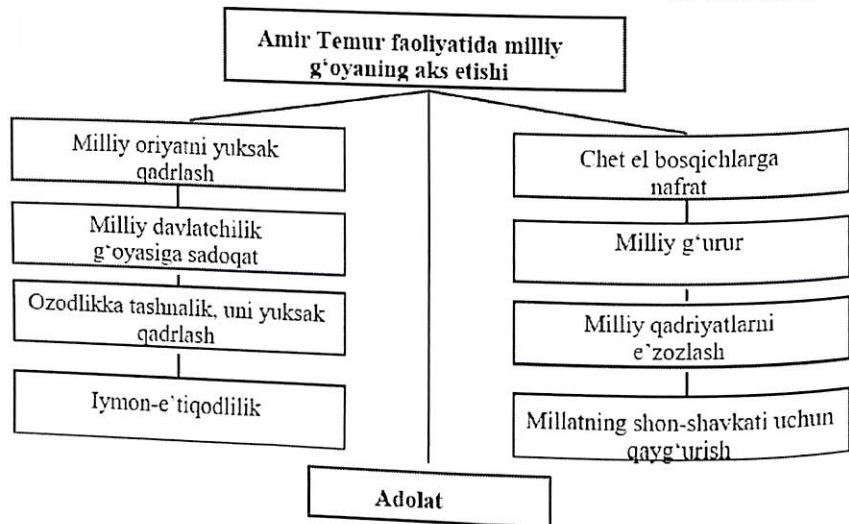 Amir Temur faoliyatida milliy
g‘oyaning aks etishi
Milliy oriyatni yuksak
qadrlash
Milliy davlatchilik
g‘oyasiga sadoqat
Ozodlikka tashnalik, uni yuksak
qadrlash
Iymon-e`tiqodlilik
Chet el bosqichlarga
nafrat
Milliy g‘urur
Milliy qadriyatlarni
e`zozlash
Millatning shon-shavkati uchun
qayg‘urish
Adolat